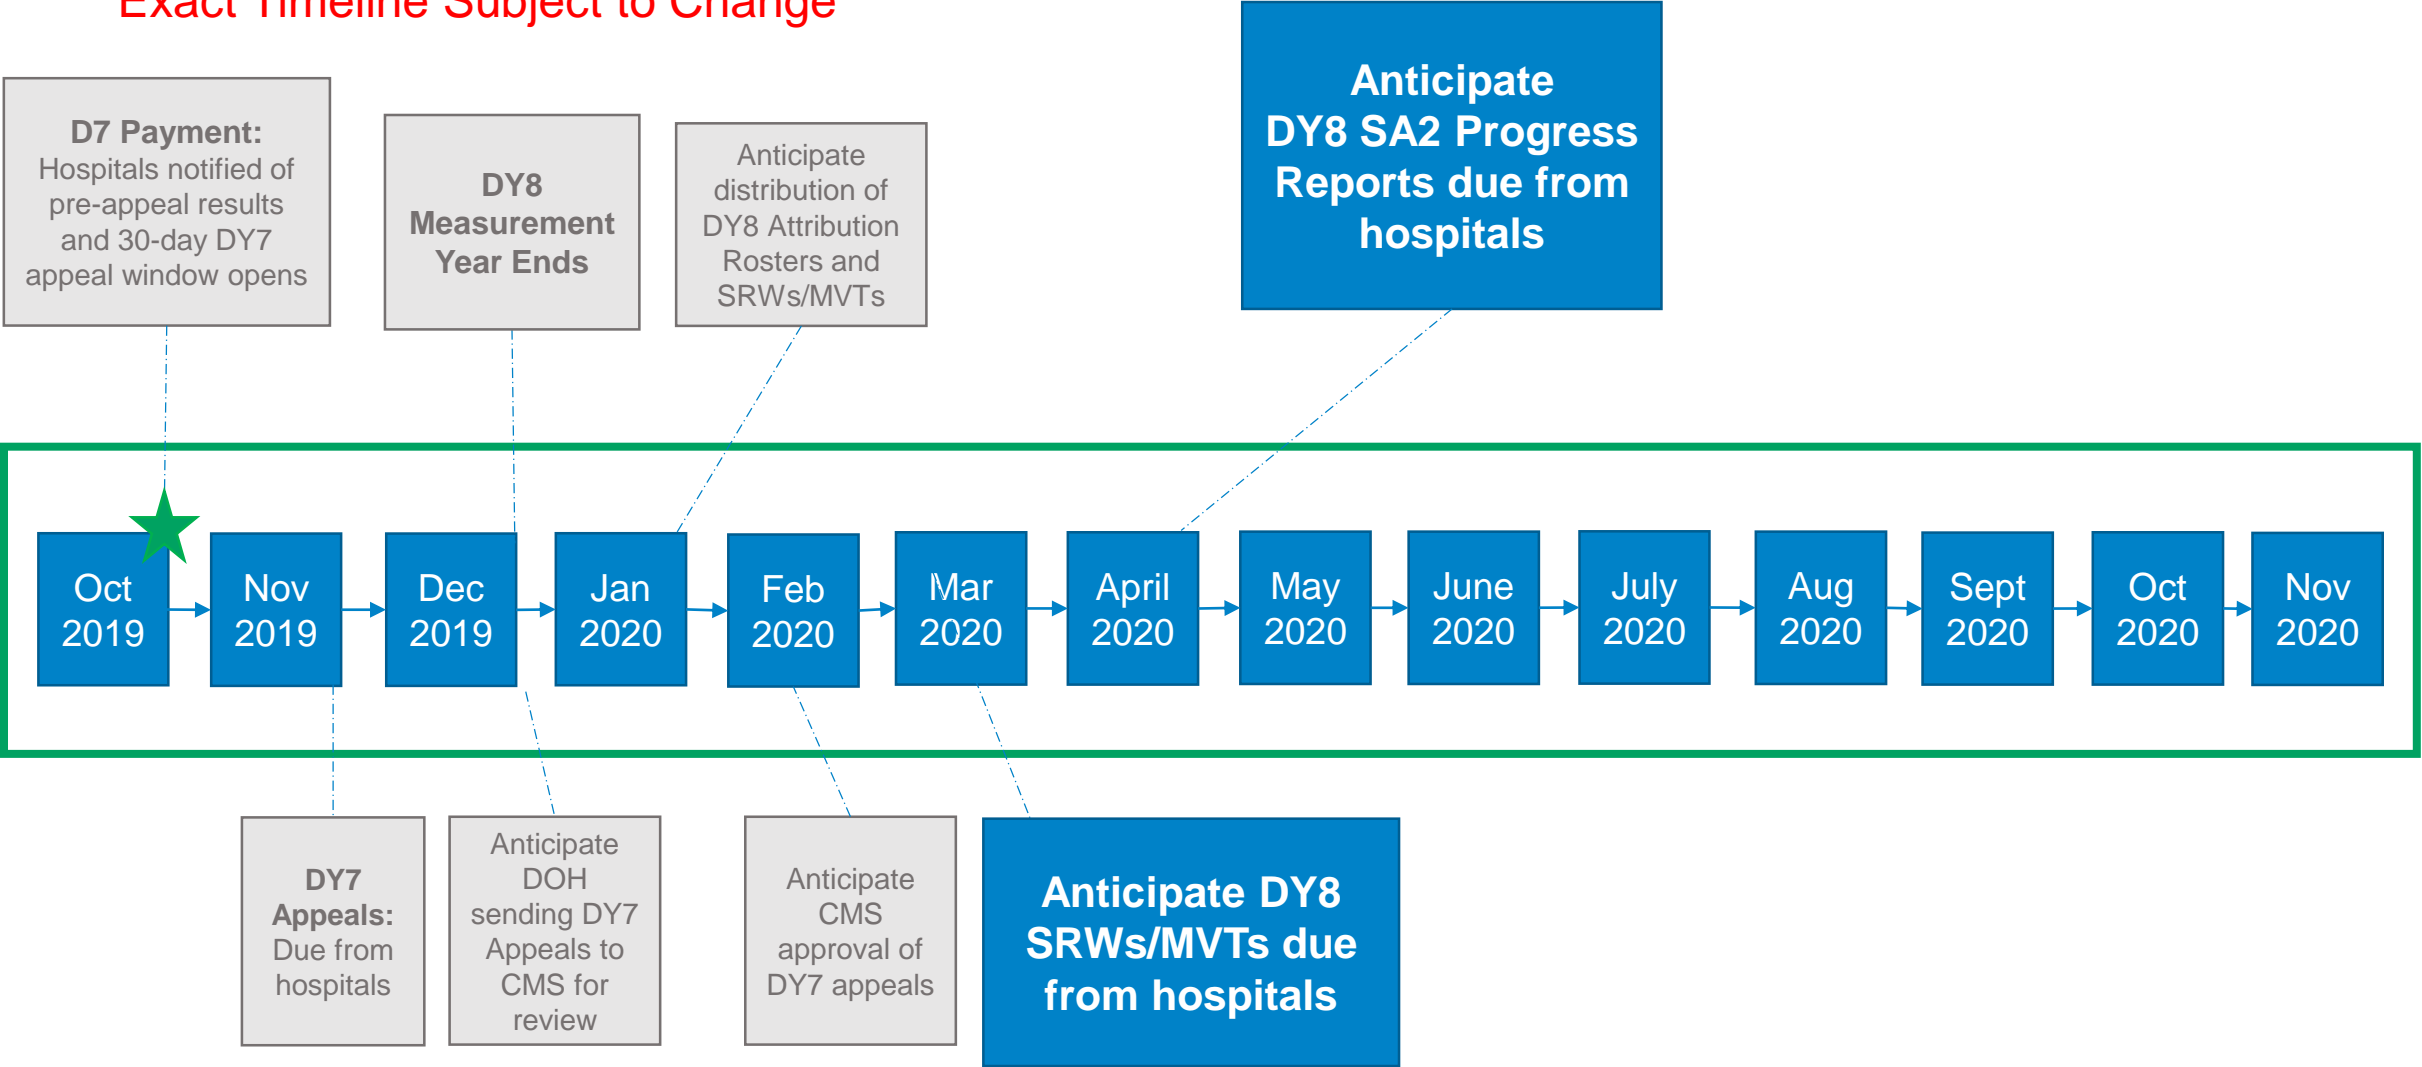 Exact Timeline Subject to Change
D7 Payment:
Hospitals notified of
pre-appeal results
and 30-day DY7
appeal window opens
DY8
Measurement
Year Ends
Anticipate
distribution of
DY8 Attribution
Rosters and
SRWs/MVTs
Anticipate
DY8 SA2 Progress
Reports due from
hospitals
Oct
2019
Nov
2019
Dec
2019
Jan
2020
Feb
2020
Mar
2020
April
2020
May
2020
June
2020
July
2020
Aug
2020
Sept
2020
Oct
2020
Nov
2020
DY7
Appeals:
Due from
hospitals
Anticipate
DOH
sending DY7
Appeals to
CMS for
review
Anticipate
CMS
approval of
DY7 appeals
Anticipate DY8
SRWs/MVTs due
from hospitals